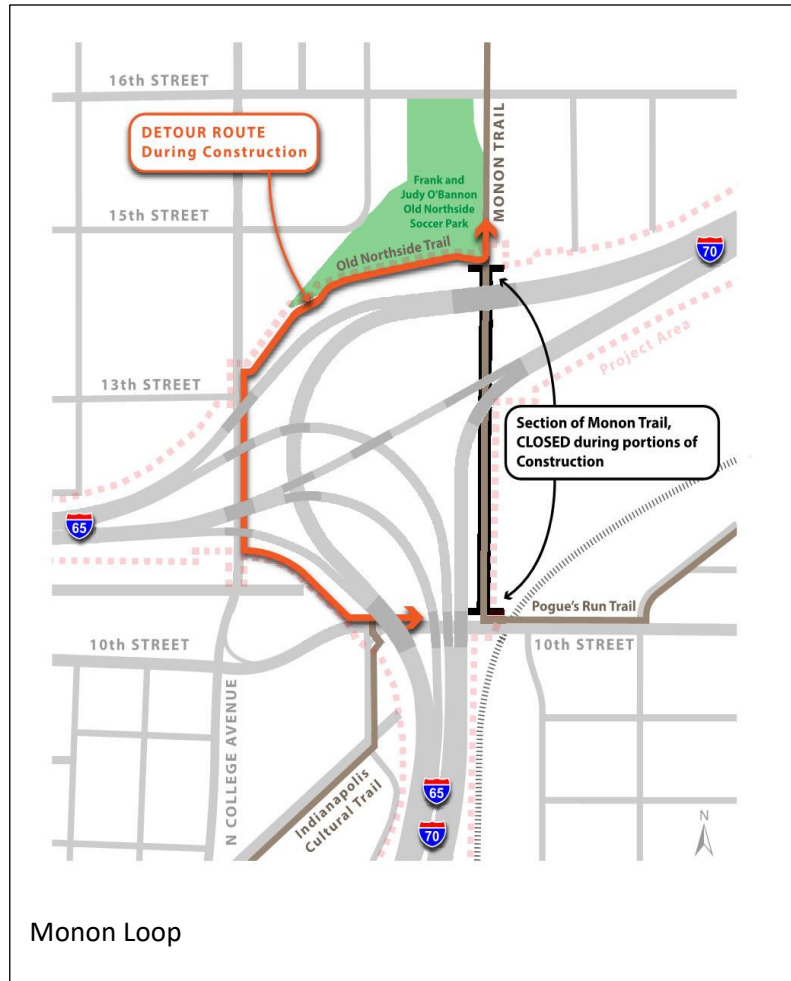 16th STREET
DETOUR ROUTE
During Construction
MONON TRAIL
Frank and
Judy O'Bannon
Old Northside
Soccer Park
15th STREET
Old Northside Trail
70
Project Area
13th STREET
Section of Monon Trail,
CLOSED during portions of
Construction
65
Pogue's Run Trail
10th STREET
10th STREET
N COLLEGE AVENUE
Indianapolis
Cultural Trail
65
70
N
Monon Loop